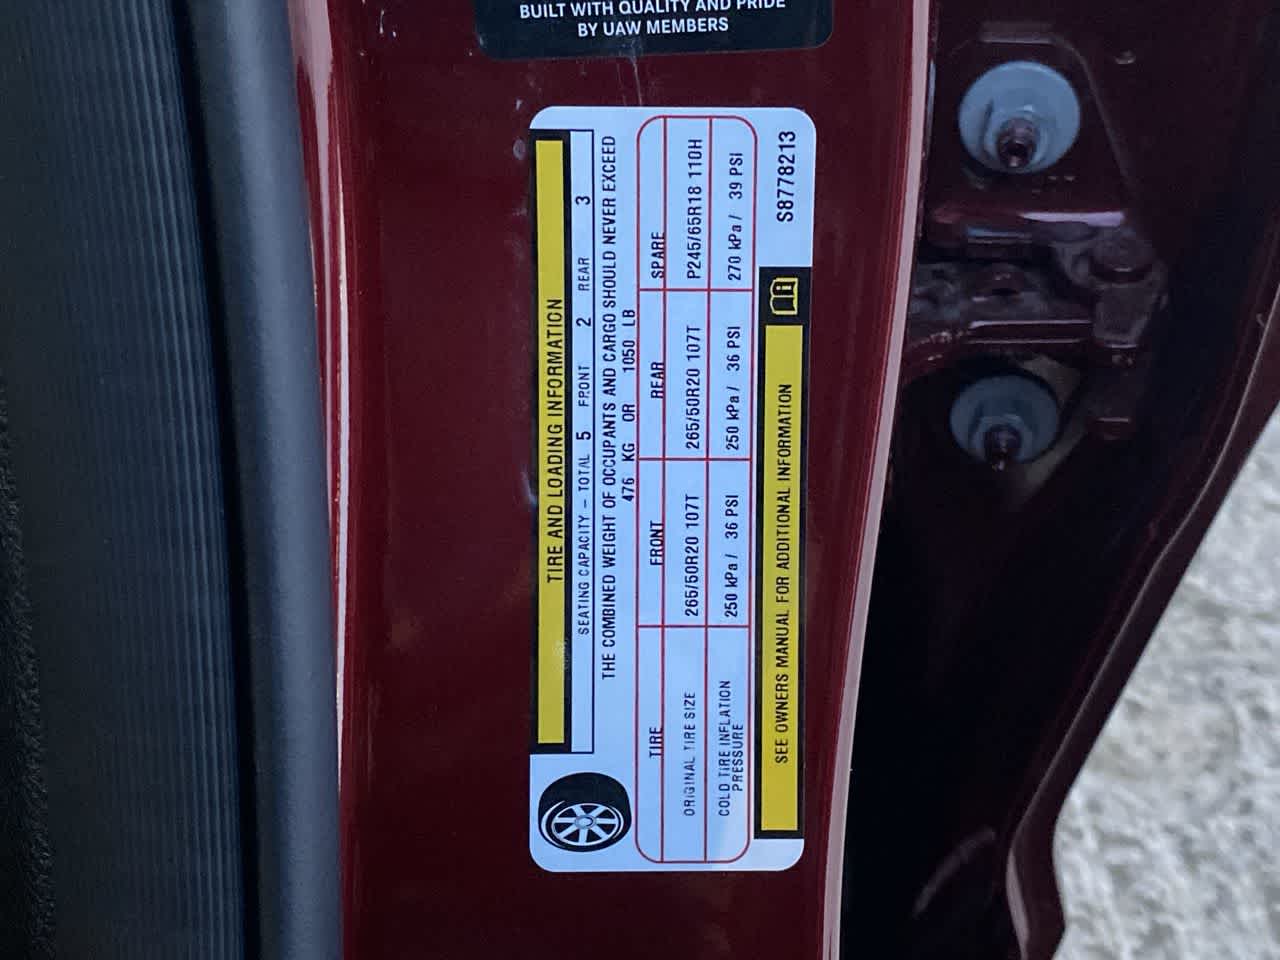 BUILT WITH QUALITY AND PRIDE
BY UAW MEMBERS
TIRE AND LOADING INFORMATION
SEATING CAPACITY – TOTAL 5 FRONT 2 REAR 3
THE COMBINED WEIGHT OF OCCUPANTS AND CARGO SHOULD NEVER EXCEED
476 KG OR 1050 LB
TIRE FRONT REAR SPARE
ORIGINAL TIRE SIZE 265/50R20 107T 265/50R20 107T P245/65R18 110H
COLD TIRE INFLATION PRESSURE 250 kPa / 36 PSI 250 kPa / 36 PSI 270 kPa / 39 PSI
SEE OWNERS MANUAL FOR ADDITIONAL INFORMATION
S8778213